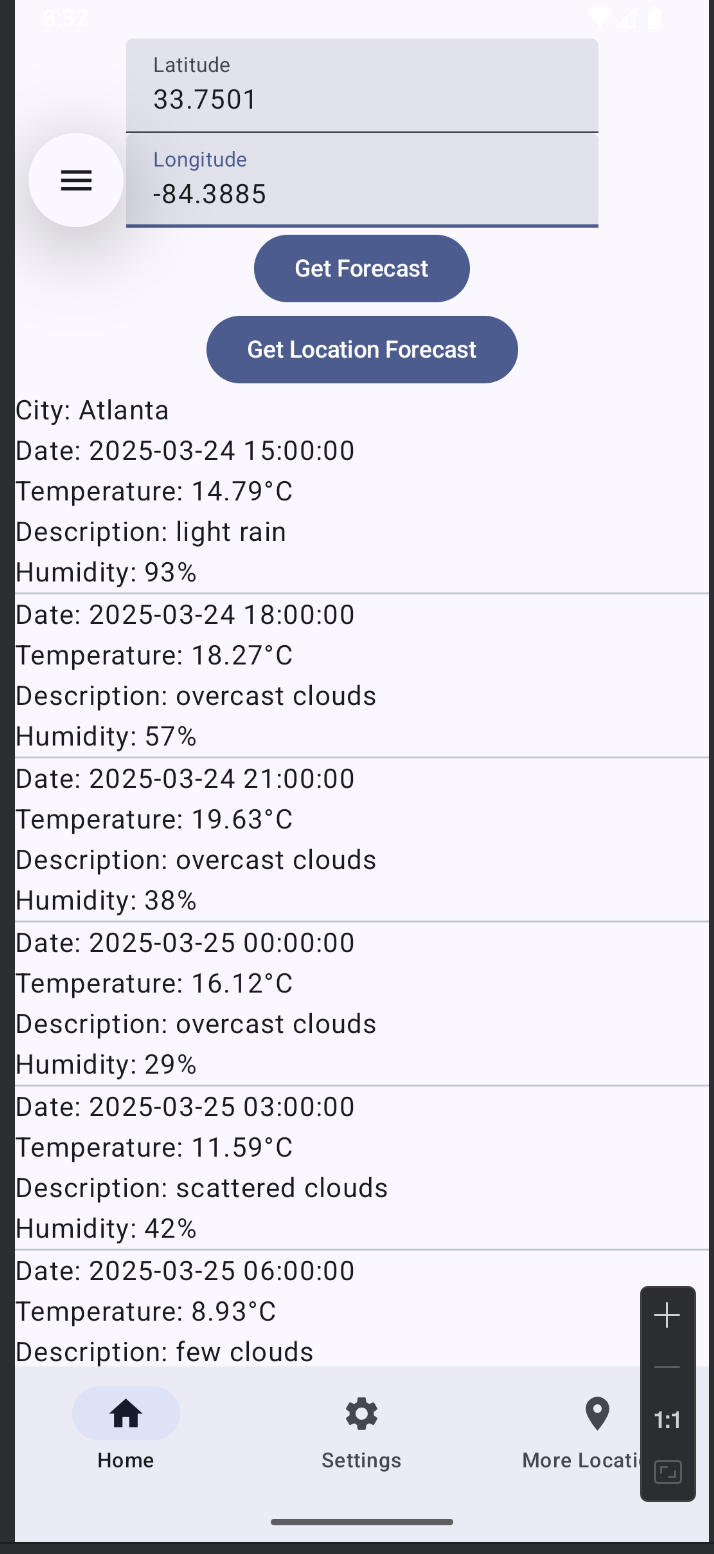 8:32
Latitude
33.7501
Longitude
-84.3885
Get Forecast
Get Location Forecast
City: Atlanta
Date: 2025-03-24 15:00:00
Temperature: 14.79°C
Description: light rain
Humidity: 93%
Date: 2025-03-24 18:00:00
Temperature: 18.27°C
Description: overcast clouds
Humidity: 57%
Date: 2025-03-24 21:00:00
Temperature: 19.63°C
Description: overcast clouds
Humidity: 38%
Date: 2025-03-25 00:00:00
Temperature: 16.12°C
Description: overcast clouds
Humidity: 29%
Date: 2025-03-25 03:00:00
Temperature: 11.59°C
Description: scattered clouds
Humidity: 42%
Date: 2025-03-25 06:00:00
Temperature: 8.93°C
Description: few clouds
1:1
Home Settings More Locati